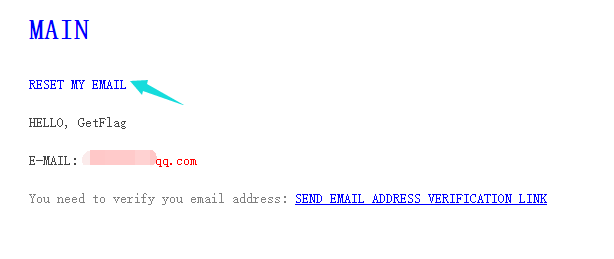 MAIN
RESET MY EMAIL
HELLO, GetFlag
E-MAIL: qq.com
You need to verify you email address: SEND EMAIL ADDRESS VERIFICATION LINK